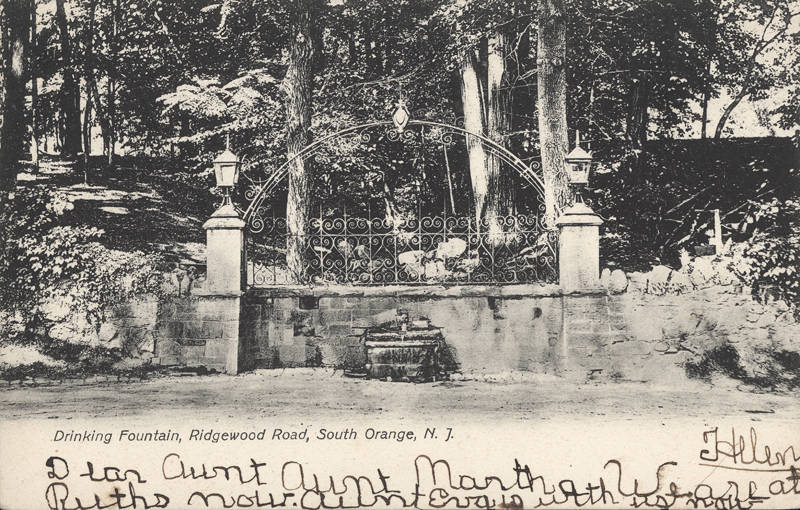 Drinking Fountain, Ridgewood Road, South Orange, N. J.
Helen
Dear Aunt Aunt Martha We are at
Ruths now. Aunt Eva is with us now